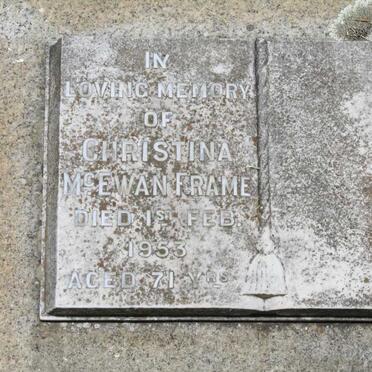 IN
LOVING MEMORY
OF
CHRISTINA
McEWAN FRAME
DIED 1ST FEB.
1953
AGED 71 YRS